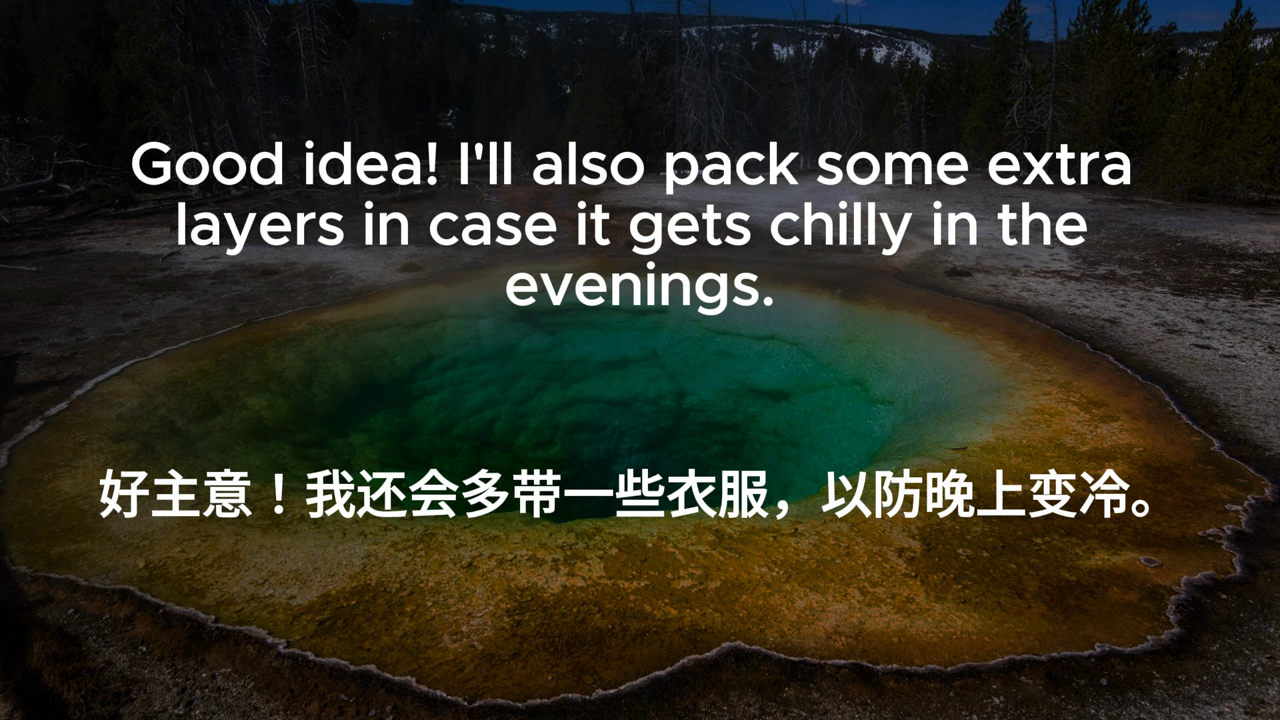 Good idea! I'll also pack some extra
layers in case it gets chilly in the
evenings.
好主意！我还会多带一些衣服，以防晚上变冷。